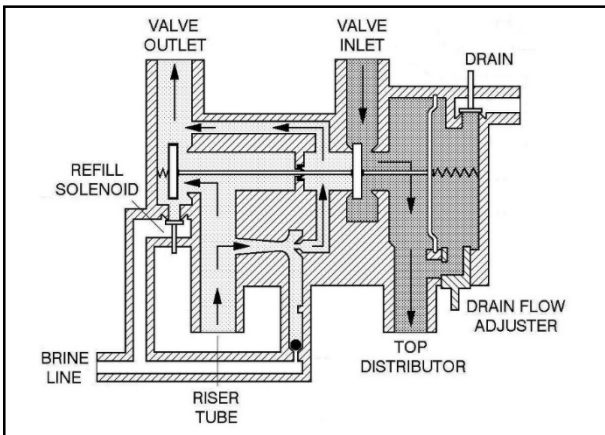 VALVE
OUTLET
VALVE
INLET
DRAIN
REFILL
SOLENOID
DRAIN FLOW
ADJUSTER
TOP
DISTRIBUTOR
BRINE
LINE
RISER
TUBE